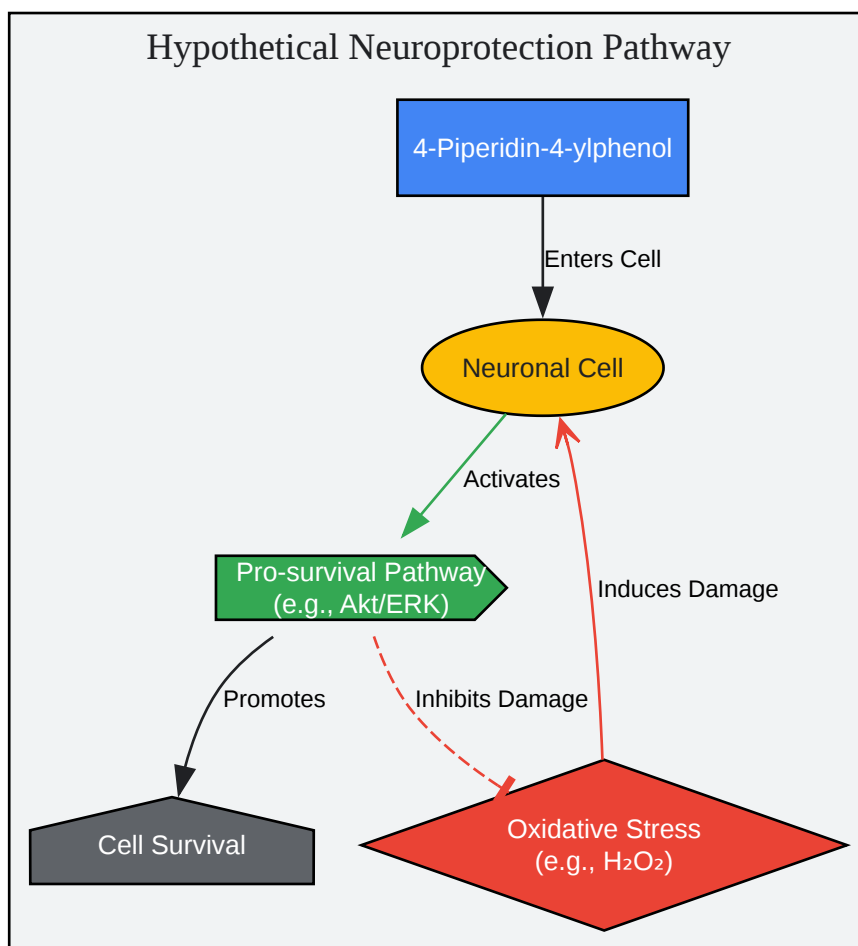 Hypothetical Neuroprotection Pathway
4-Piperidin-4-ylphenol
Enters Cell
Neuronal Cell
Activates
Pro-survival Pathway
(e.g., Akt/ERK)
Induces Damage
Promotes
Inhibits Damage
Cell Survival
Oxidative Stress
(e.g., H₂O₂)